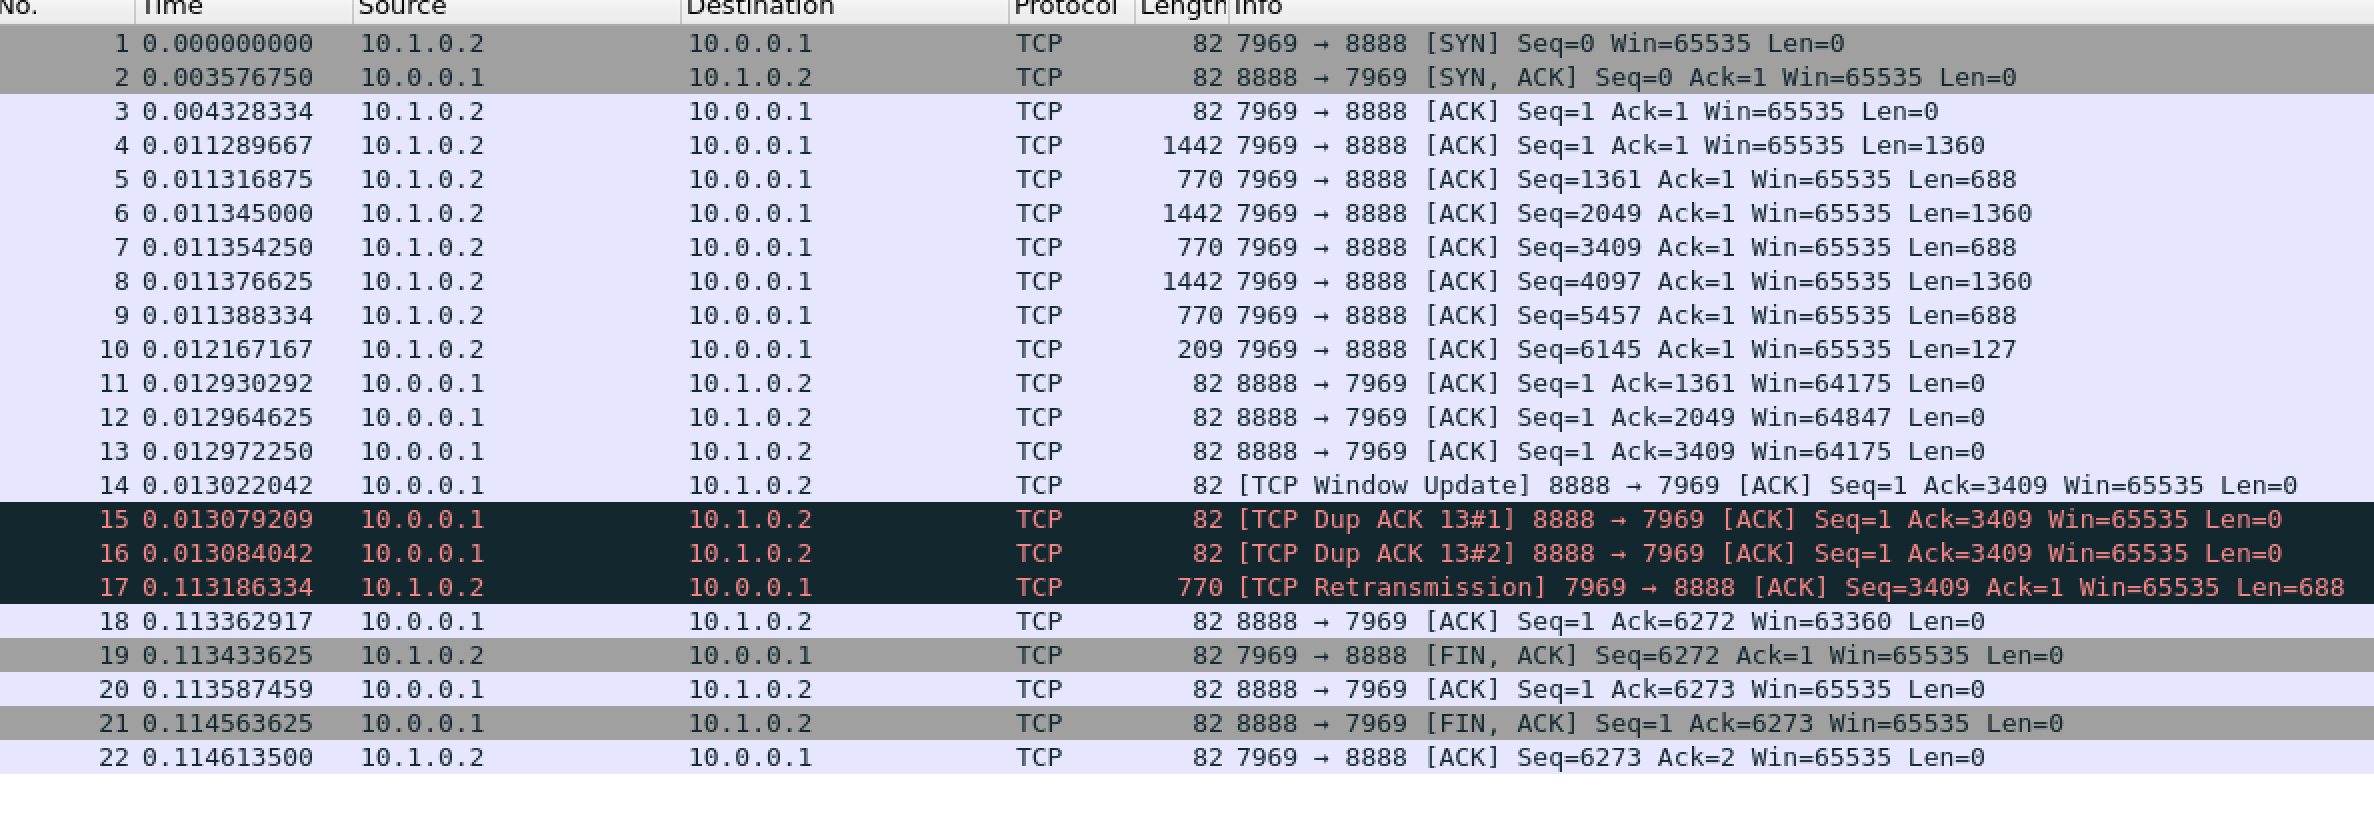 No. Time Source Destination Protocol Length Info
1 0.000000000 10.1.0.2 10.0.0.1 TCP 82 7969 → 8888 [SYN] Seq=0 Win=65535 Len=0
2 0.003576750 10.0.0.1 10.1.0.2 TCP 82 8888 → 7969 [SYN, ACK] Seq=0 Ack=1 Win=65535 Len=0
3 0.004328334 10.1.0.2 10.0.0.1 TCP 82 7969 → 8888 [ACK] Seq=1 Ack=1 Win=65535 Len=0
4 0.011289667 10.1.0.2 10.0.0.1 TCP 1442 7969 → 8888 [ACK] Seq=1 Ack=1 Win=65535 Len=1360
5 0.011316875 10.1.0.2 10.0.0.1 TCP 770 7969 → 8888 [ACK] Seq=1361 Ack=1 Win=65535 Len=688
6 0.011345000 10.1.0.2 10.0.0.1 TCP 1442 7969 → 8888 [ACK] Seq=2049 Ack=1 Win=65535 Len=1360
7 0.011354250 10.1.0.2 10.0.0.1 TCP 770 7969 → 8888 [ACK] Seq=3409 Ack=1 Win=65535 Len=688
8 0.011376625 10.1.0.2 10.0.0.1 TCP 1442 7969 → 8888 [ACK] Seq=4097 Ack=1 Win=65535 Len=1360
9 0.011388334 10.1.0.2 10.0.0.1 TCP 770 7969 → 8888 [ACK] Seq=5457 Ack=1 Win=65535 Len=688
10 0.012167167 10.1.0.2 10.0.0.1 TCP 209 7969 → 8888 [ACK] Seq=6145 Ack=1 Win=65535 Len=127
11 0.012930292 10.0.0.1 10.1.0.2 TCP 82 8888 → 7969 [ACK] Seq=1 Ack=1361 Win=64175 Len=0
12 0.012964625 10.0.0.1 10.1.0.2 TCP 82 8888 → 7969 [ACK] Seq=1 Ack=2049 Win=64847 Len=0
13 0.012972250 10.0.0.1 10.1.0.2 TCP 82 8888 → 7969 [ACK] Seq=1 Ack=3409 Win=64175 Len=0
14 0.013022042 10.0.0.1 10.1.0.2 TCP 82 [TCP Window Update] 8888 → 7969 [ACK] Seq=1 Ack=3409 Win=65535 Len=0
15 0.013079209 10.0.0.1 10.1.0.2 TCP 82 [TCP Dup ACK 13#1] 8888 → 7969 [ACK] Seq=1 Ack=3409 Win=65535 Len=0
16 0.013084042 10.0.0.1 10.1.0.2 TCP 82 [TCP Dup ACK 13#2] 8888 → 7969 [ACK] Seq=1 Ack=3409 Win=65535 Len=0
17 0.113186334 10.1.0.2 10.0.0.1 TCP 770 [TCP Retransmission] 7969 → 8888 [ACK] Seq=3409 Ack=1 Win=65535 Len=688
18 0.113362917 10.0.0.1 10.1.0.2 TCP 82 8888 → 7969 [ACK] Seq=1 Ack=6272 Win=63360 Len=0
19 0.113433625 10.1.0.2 10.0.0.1 TCP 82 7969 → 8888 [FIN, ACK] Seq=6272 Ack=1 Win=65535 Len=0
20 0.113587459 10.0.0.1 10.1.0.2 TCP 82 8888 → 7969 [ACK] Seq=1 Ack=6273 Win=65535 Len=0
21 0.114563625 10.0.0.1 10.1.0.2 TCP 82 8888 → 7969 [FIN, ACK] Seq=1 Ack=6273 Win=65535 Len=0
22 0.114613500 10.1.0.2 10.0.0.1 TCP 82 7969 → 8888 [ACK] Seq=6273 Ack=2 Win=65535 Len=0